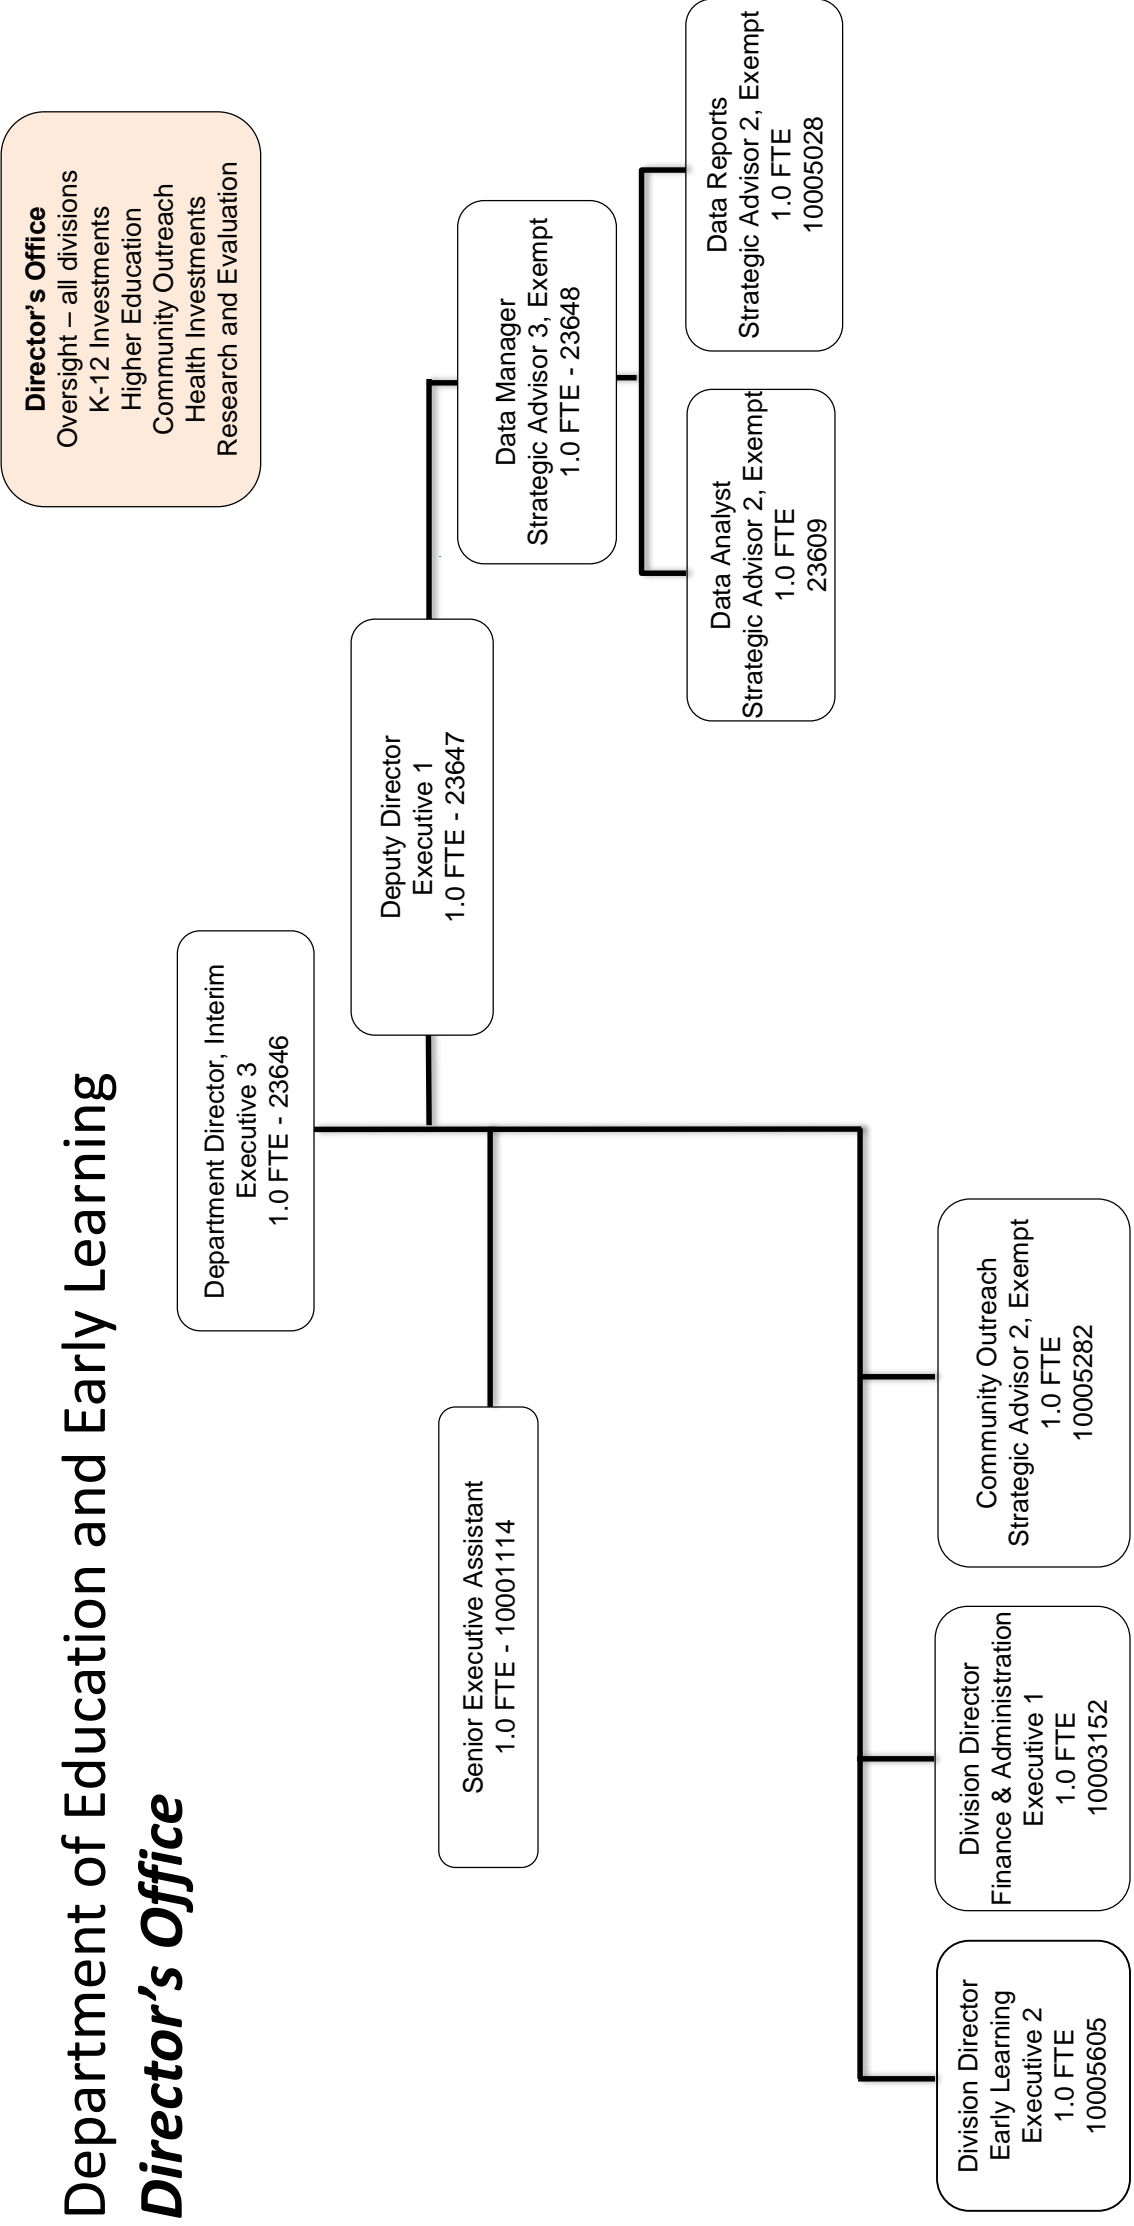 Department of Education and Early Learning
Director’s Office
Director’s Office
Oversight – all divisions
K-12 Investments
Higher Education
Community Outreach
Health Investments
Research and Evaluation
Department Director, Interim
Executive 3
1.0 FTE - 23646
Deputy Director
Executive 1
1.0 FTE - 23647
Senior Executive Assistant
1.0 FTE - 10001114
Data Manager
Strategic Advisor 3, Exempt
1.0 FTE - 23648
Data Analyst
Strategic Advisor 2, Exempt
1.0 FTE
23609
Data Reports
Strategic Advisor 2, Exempt
1.0 FTE
10005028
Division Director
Early Learning
Executive 2
1.0 FTE
10005605
Division Director
Finance & Administration
Executive 1
1.0 FTE
10003152
Community Outreach
Strategic Advisor 2, Exempt
1.0 FTE
10005282